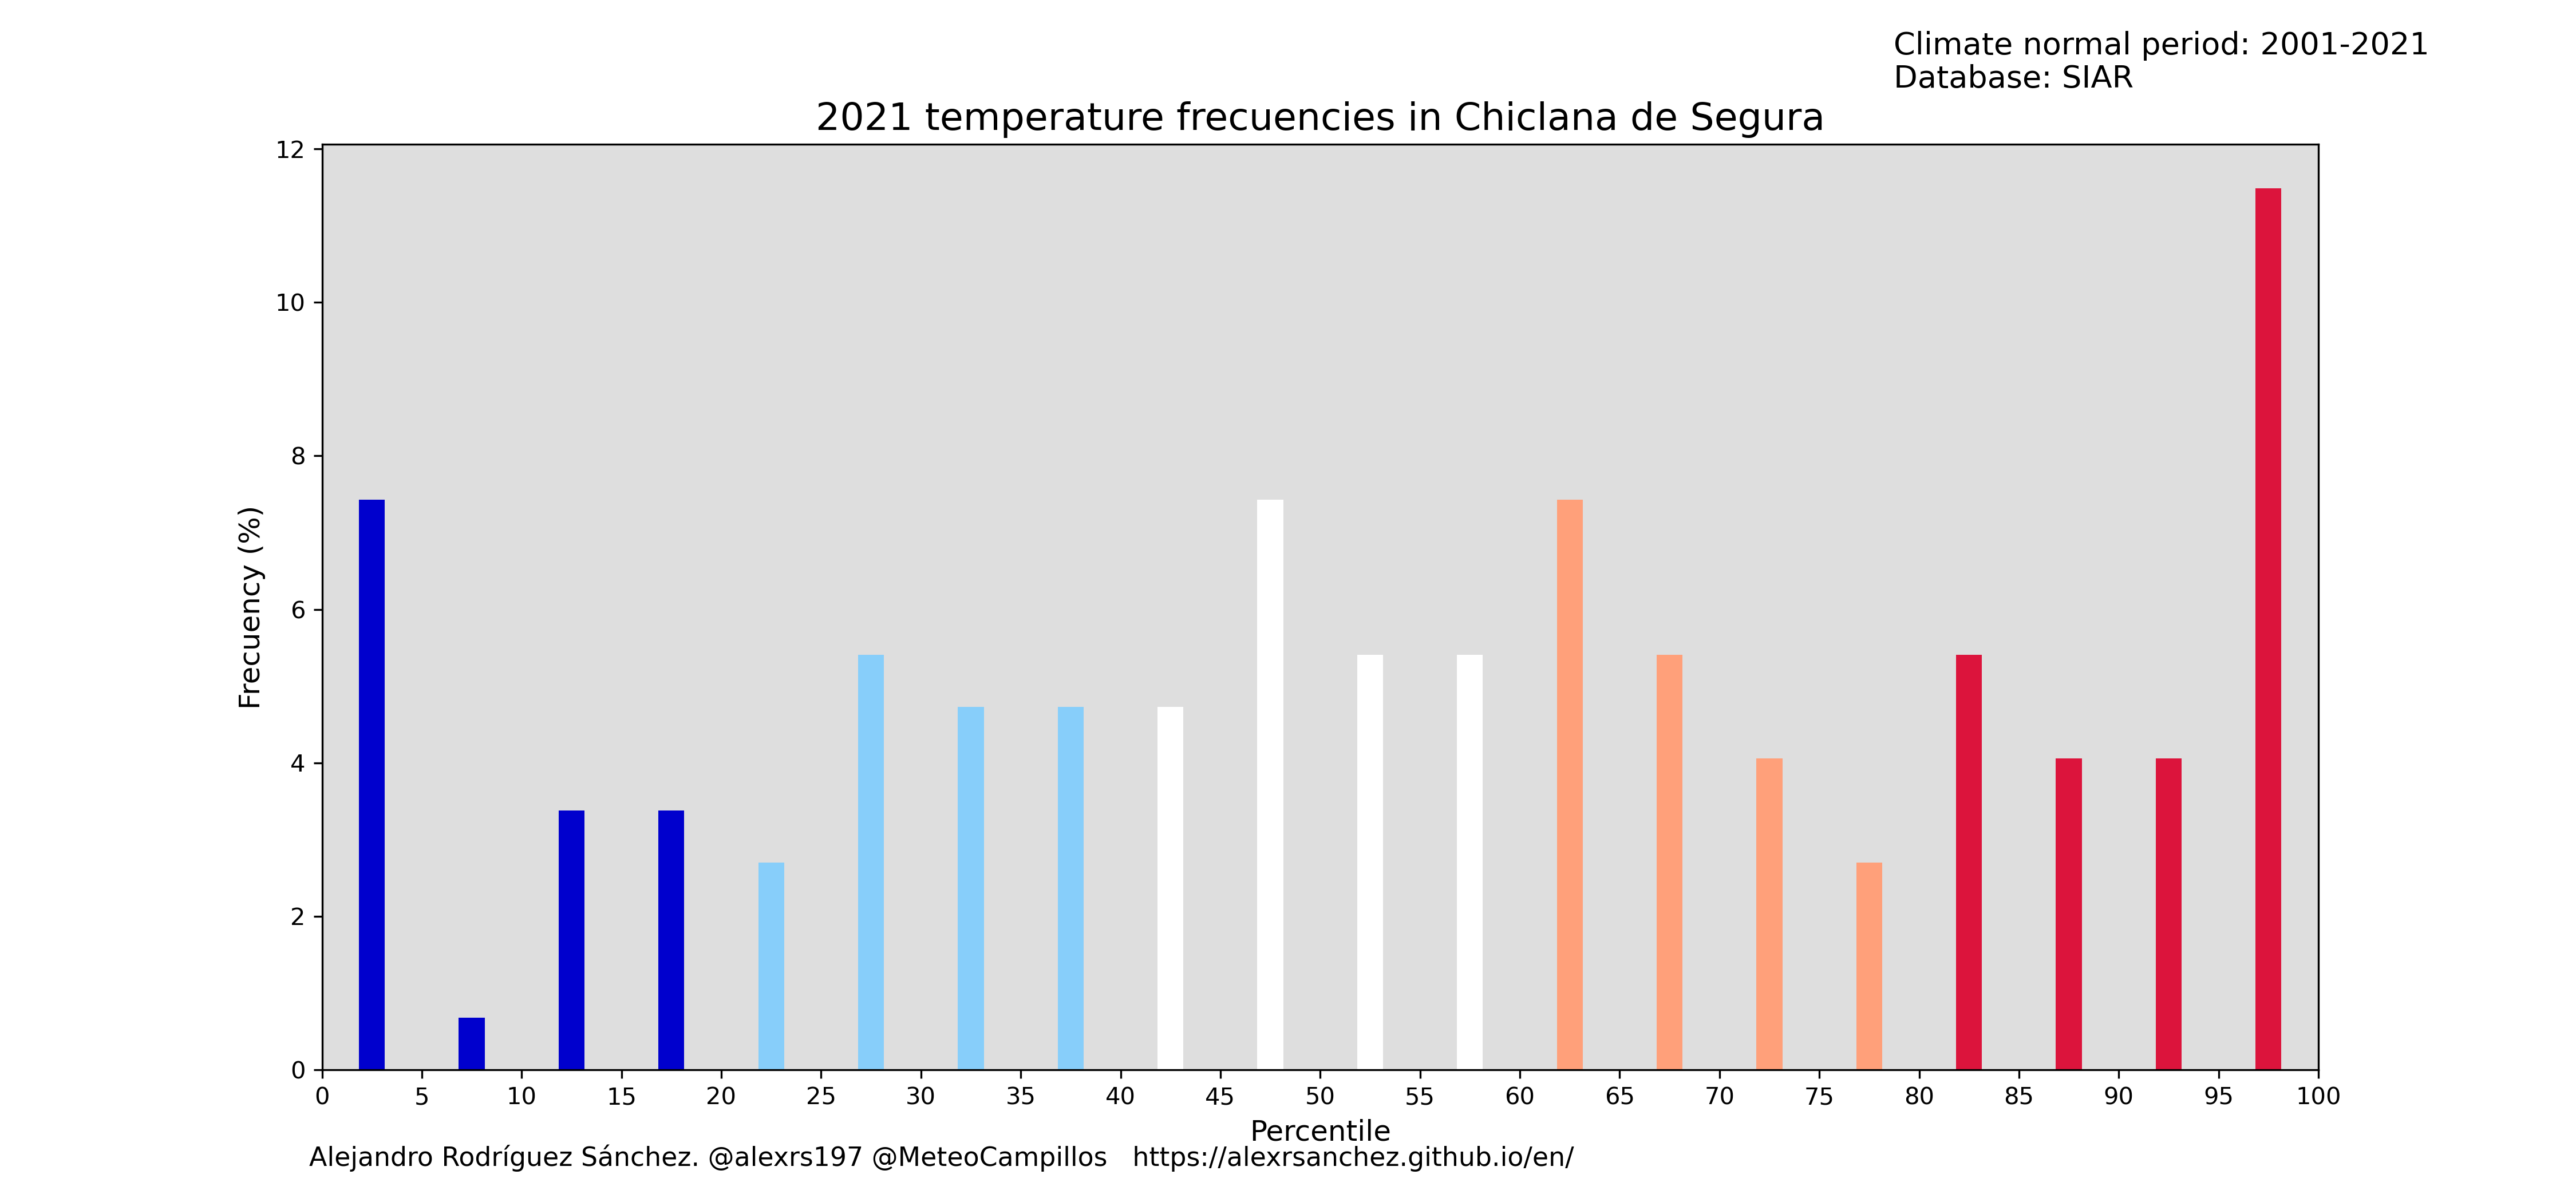 Climate normal period: 2001-2021
Database: SIAR
2021 temperature frecuencies in Chiclana de Segura
12
10
8
6
4
2
0
Frecuency (%)
0 5 10 15 20 25 30 35 40 45 50 55 60 65 70 75 80 85 90 95 100
Percentile
Alejandro Rodríguez Sánchez. @alexrs197 @MeteoCampillos https://alexrsanchez.github.io/en/